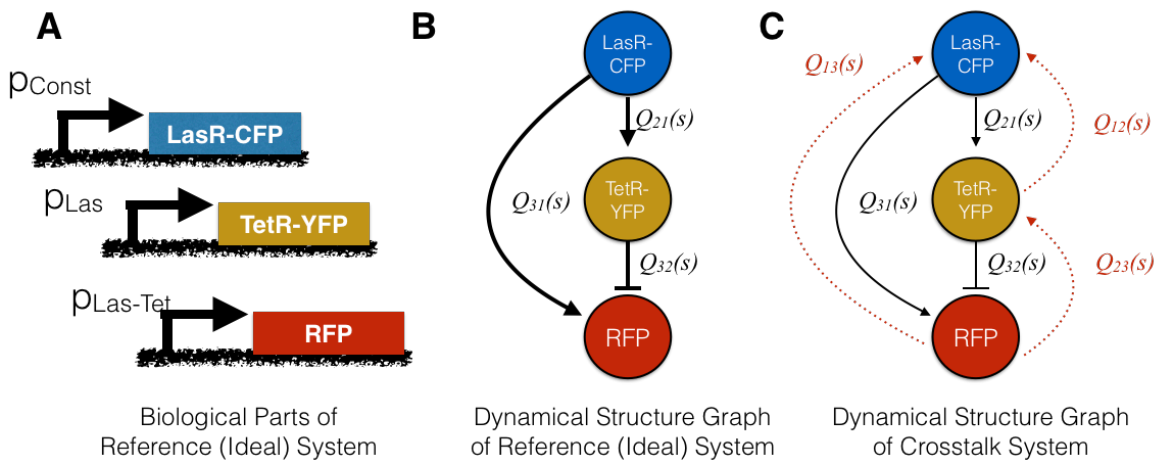 A
pConst
LasR-CFP
pLas
TetR-YFP
pLas-Tet
RFP
Biological Parts of
Reference (Ideal) System
B
LasR-
CFP
Q21(s)
TetR-
YFP
Q31(s)
Q32(s)
RFP
Dynamical Structure Graph
of Reference (Ideal) System
C
LasR-
CFP
Q13(s)
Q21(s)
Q12(s)
TetR-
YFP
Q31(s)
Q32(s)
Q23(s)
RFP
Dynamical Structure Graph
of Crosstalk System